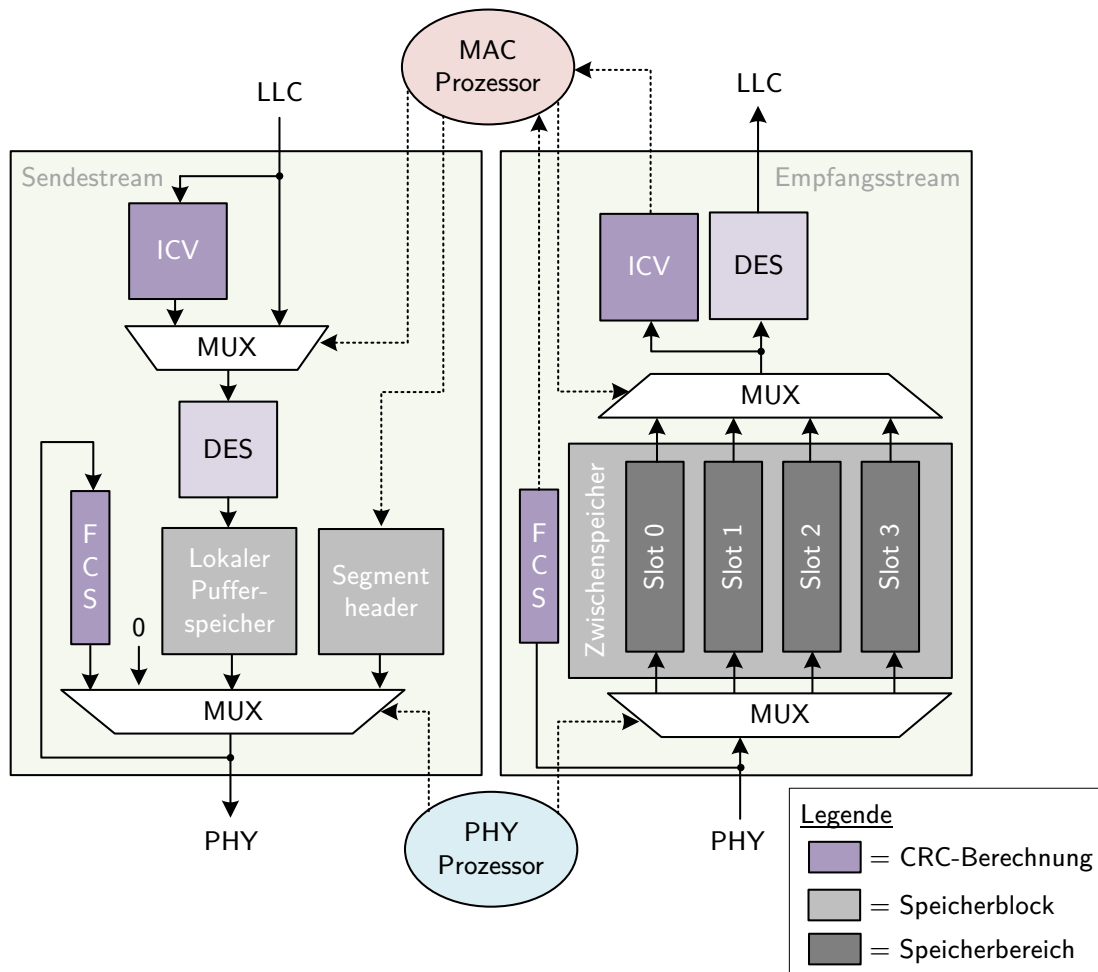 MAC
Prozessor
LLC
LLC
Sendestream
Empfangsstream
ICV
ICV
DES
MUX
MUX
DES
FCS
Lokaler
Puffer-
speicher
Segment
header
0
MUX
FCS
Zwischenspeicher
Slot 0
Slot 1
Slot 2
Slot 3
MUX
PHY
PHY
Prozessor
PHY
Legende
= CRC-Berechnung
= Speicherblock
= Speicherbereich